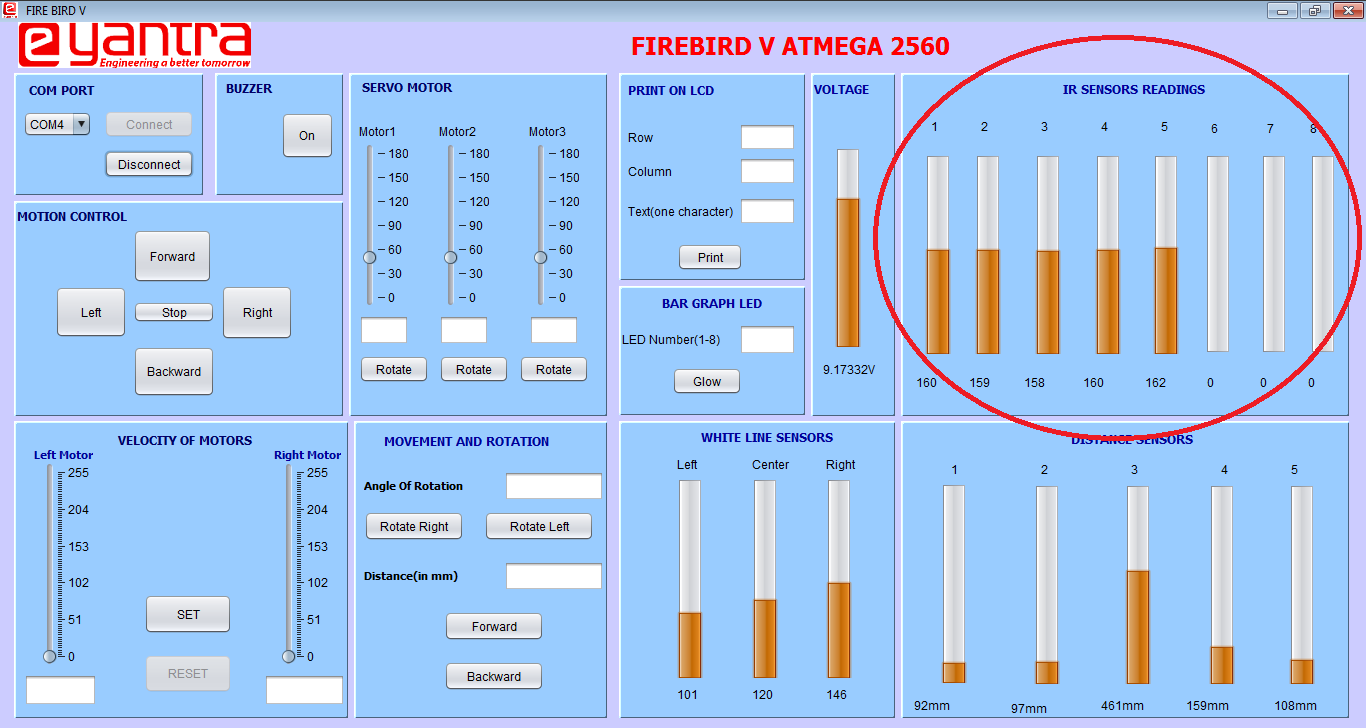 FIRE BIRD V
e yantra
Engineering a better tomorrow
FIREBIRD V ATMEGA 2560
COM PORT
COM4
Connect
Disconnect
BUZZER
On
MOTION CONTROL
Forward
Left
Stop
Right
Backward
SERVO MOTOR
Motor1 Motor2 Motor3
180 180 180
150 150 150
120 120 120
90 90 90
60 60 60
30 30 30
0 0 0
Rotate Rotate Rotate
PRINT ON LCD
Row
Column
Text(one character)
Print
BAR GRAPH LED
LED Number(1-8)
Glow
VOLTAGE
9.17332V
IR SENSORS READINGS
1 2 3 4 5 6 7 8
160 159 158 160 162 0 0 0
VELOCITY OF MOTORS
Left Motor Right Motor
255 255
204 204
153 153
102 102
51 51
0 0
SET
RESET
MOVEMENT AND ROTATION
Angle Of Rotation
Rotate Right Rotate Left
Distance(in mm)
Forward
Backward
WHITE LINE SENSORS
Left Center Right
101 120 146
DISTANCE SENSORS
1 2 3 4 5
92mm 97mm 461mm 159mm 108mm